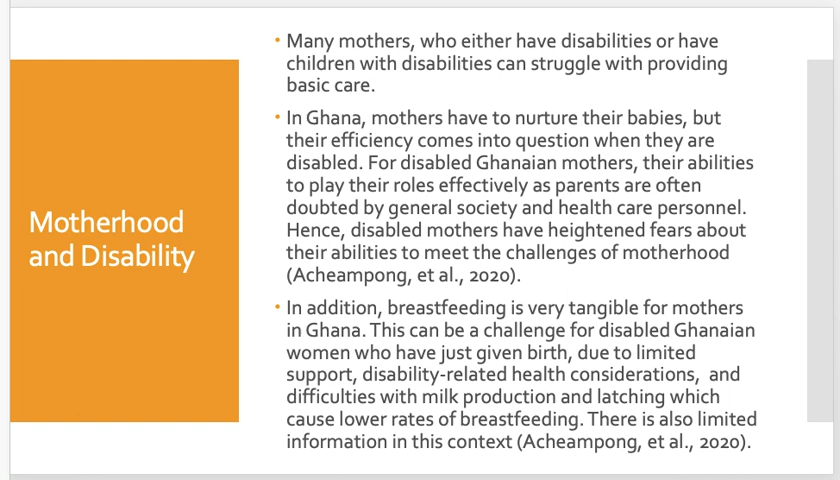 Motherhood
and Disability
• Many mothers, who either have disabilities or have
children with disabilities can struggle with providing
basic care.
• In Ghana, mothers have to nurture their babies, but
their efficiency comes into question when they are
disabled. For disabled Ghanaian mothers, their abilities
to play their roles effectively as parents are often
doubted by general society and health care personnel.
Hence, disabled mothers have heightened fears about
their abilities to meet the challenges of motherhood
(Acheampong, et al., 2020).
• In addition, breastfeeding is very tangible for mothers
in Ghana. This can be a challenge for disabled Ghanaian
women who have just given birth, due to limited
support, disability-related health considerations,  and
difficulties with milk production and latching which
cause lower rates of breastfeeding. There is also limited
information in this context (Acheampong, et al., 2020).